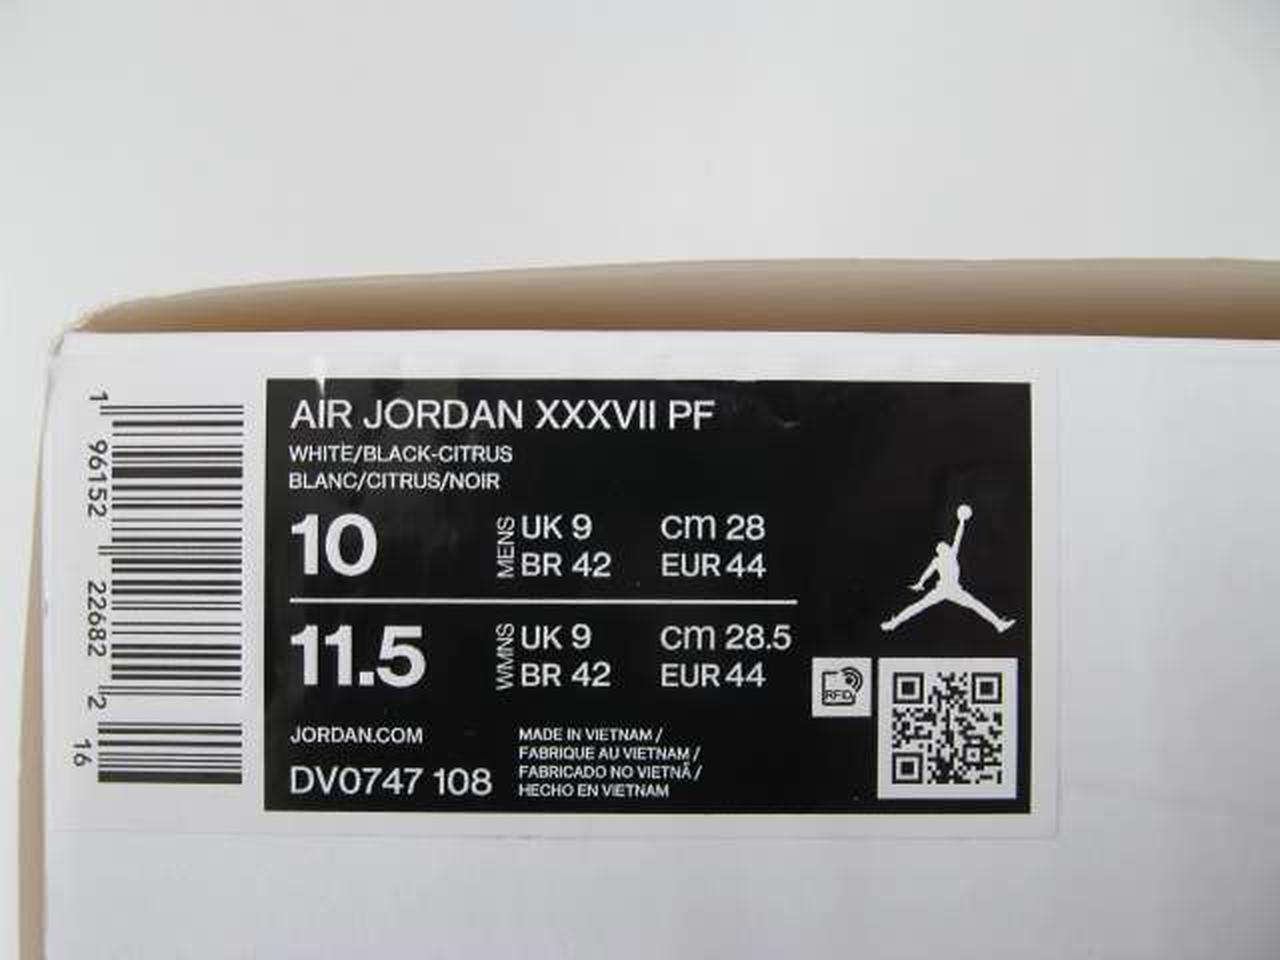 AIR JORDAN XXXVII PF
WHITE/BLACK-CITRUS
BLANC/CITRUS/NOIR
10
MENS
UK 9
cm 28
BR 42
EUR 44
11.5
WMNS
UK 9
cm 28.5
BR 42
EUR 44
JORDAN.COM
DV0747 108
MADE IN VIETNAM /
FABRIQUE AU VIETNAM /
FABRICADO NO VIETNÃ /
HECHO EN VIETNAM
RFID
1 96152 22682 2 16